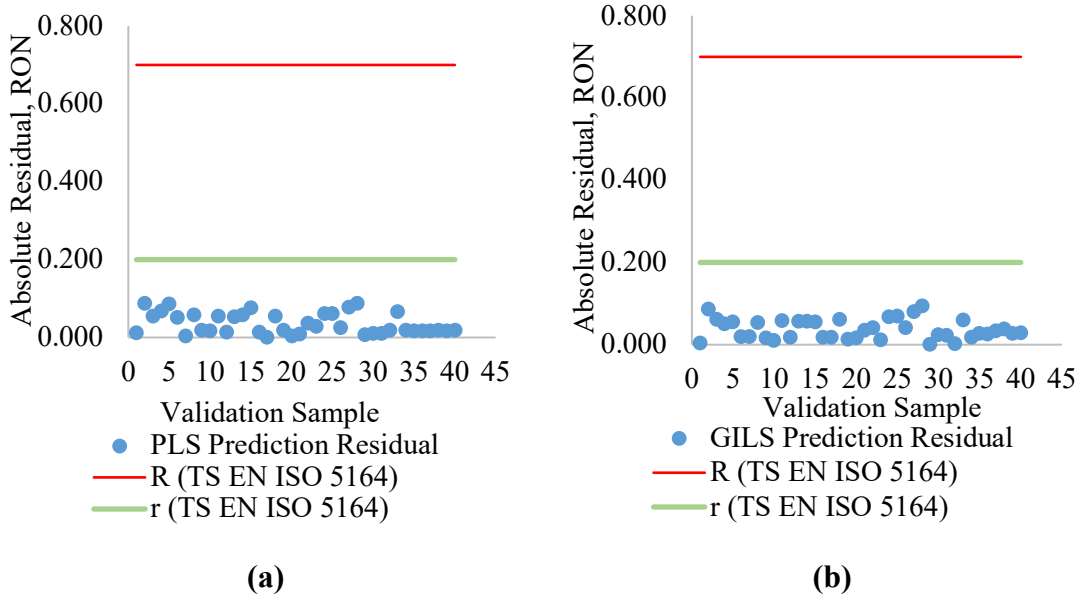 0.800
0.600
0.400
0.200
0.000
Absolute Residual, RON
0 5 10 15 20 25 30 35 40 45
Validation Sample
PLS Prediction Residual
R (TS EN ISO 5164)
r (TS EN ISO 5164)
(a)
0.800
0.600
0.400
0.200
0.000
Absolute Residual, RON
0 5 10 15 20 25 30 35 40 45
Validation Sample
GILS Prediction Residual
R (TS EN ISO 5164)
r (TS EN ISO 5164)
(b)